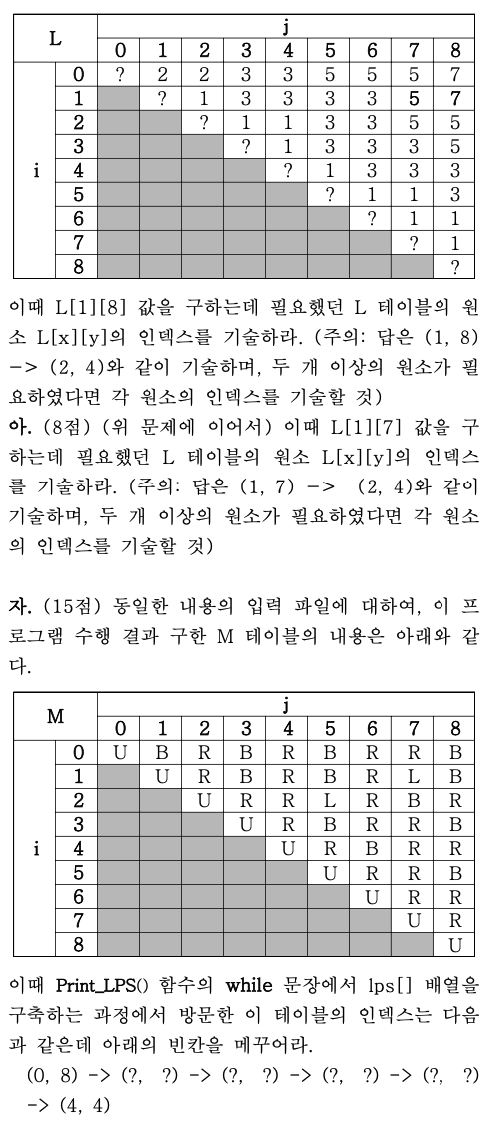 L j
0 1 2 3 4 5 6 7 8
i 0 ? 2 2 3 3 5 5 5 7
1 ? 1 3 3 3 3 5 7
2 ? 1 1 3 3 5 5
3 ? 1 3 3 3 5
4 ? 1 3 3 3
5 ? 1 1 3
6 ? 1 1
7 ? 1
8 ?
이때 L[1][8] 값을 구하는데 필요했던 L 테이블의 원
소 L[x][y]의 인덱스를 기술하라. (주의: 답은 (1, 8)
-> (2, 4)와 같이 기술하며, 두 개 이상의 원소가 필
요하였다면 각 원소의 인덱스를 기술할 것)
아. (8점) (위 문제에 이어서) 이때 L[1][7] 값을 구
하는데 필요했던 L 테이블의 원소 L[x][y]의 인덱스
를 기술하라. (주의: 답은 (1, 7) -> (2, 4)와 같이
기술하며, 두 개 이상의 원소가 필요하였다면 각 원소
의 인덱스를 기술할 것)
자. (15점) 동일한 내용의 입력 파일에 대하여, 이 프
로그램 수행 결과 구한 M 테이블의 내용은 아래와 같
다.
M j
0 1 2 3 4 5 6 7 8
i 0 U B R B R B R R B
1 U R B R B R L B
2 U R R L R B R
3 U R B R R B
4 U R B R R
5 U R R B
6 U R R
7 U R
8 U
이때 Print_LPS() 함수의 while 문장에서 lps[] 배열을
구축하는 과정에서 방문한 이 테이블의 인덱스는 다음
과 같은데 아래의 빈칸을 메꾸어라.
(0, 8) -> (?, ?) -> (?, ?) -> (?, ?) -> (?, ?)
-> (4, 4)